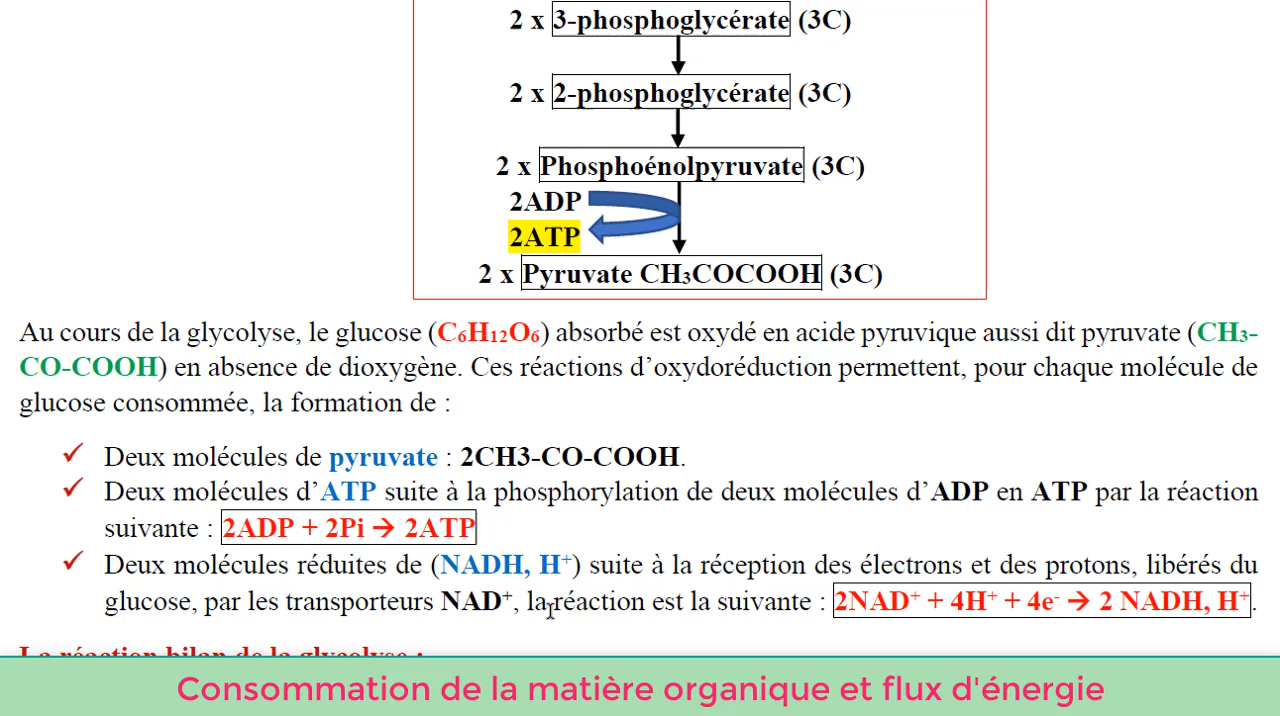 2 x 3-phosphoglycérate (3C)
2 x 2-phosphoglycérate (3C)
2 x Phosphoénolpyruvate (3C)
2ADP
2ATP
2 x Pyruvate CH₃COCOOH (3C)
Au cours de la glycolyse, le glucose (C₆H₁₂O₆) absorbé est oxydé en acide pyruvique aussi dit pyruvate (CH₃-
CO-COOH) en absence de dioxygène. Ces réactions d’oxydoréduction permettent, pour chaque molécule de
glucose consommée, la formation de :
✓ Deux molécules de pyruvate : 2CH3-CO-COOH.
✓ Deux molécules d’ATP suite à la phosphorylation de deux molécules d’ADP en ATP par la réaction
suivante : 2ADP + 2Pi → 2ATP
✓ Deux molécules réduites de (NADH, H⁺) suite à la réception des électrons et des protons, libérés du
glucose, par les transporteurs NAD⁺, la réaction est la suivante : 2NAD⁺ + 4H⁺ + 4e⁻ → 2 NADH, H⁺.
La réaction bilan de la glycolyse :
Consommation de la matière organique et flux d'énergie